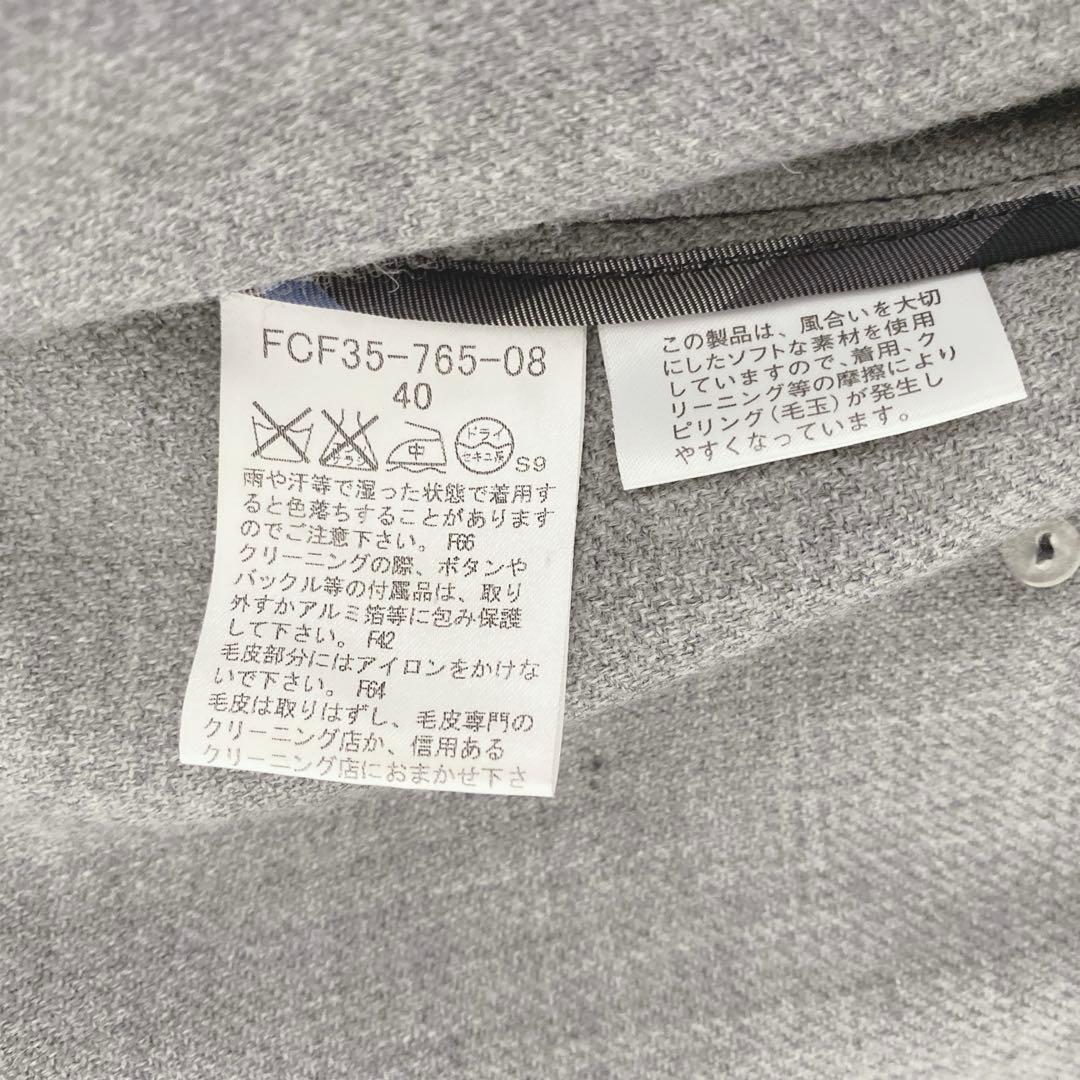 FCF35-765-08
40
エンソサラシ
中
ドライ
セキユ系
S9
雨や汗等で湿った状態で着用す
ると色落ちすることがあります
のでご注意下さい。 F66
クリーニングの際、ボタンや
バックル等の付属品は、取り
外すかアルミ箔等に包み保護
して下さい。 F42
毛皮部分にはアイロンをかけな
いで下さい。 F64
毛皮は取りはずし、毛皮専門の
クリーニング店か、信用ある
クリーニング店におまかせ下さ
この製品は、風合いを大切
にしたソフトな素材を使用
していますので、着用、ク
リーニング等の摩擦により
ピリング(毛玉)が発生し
やすくなっています。